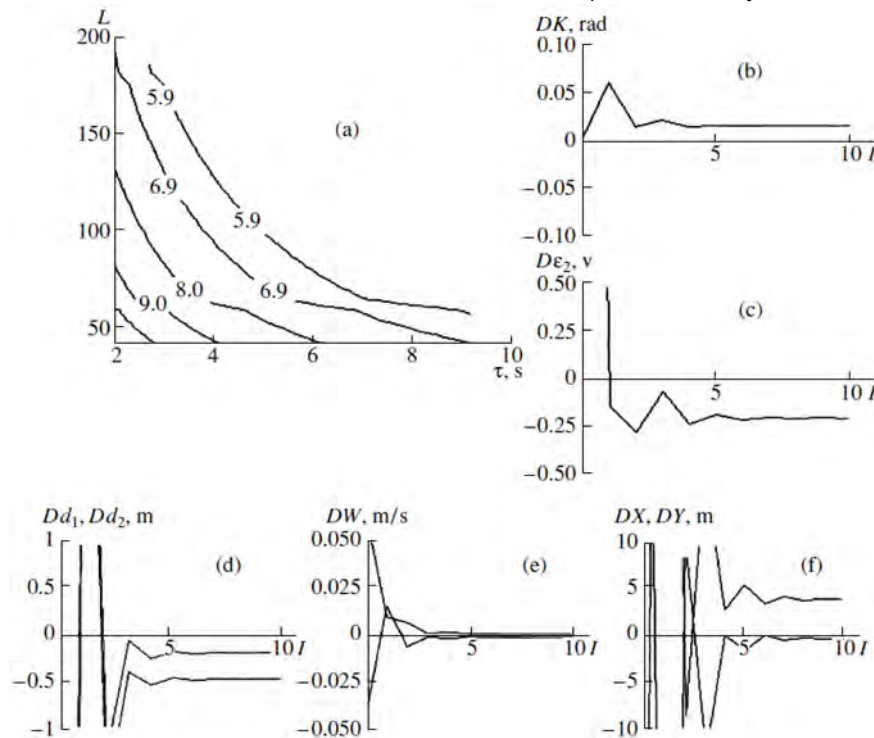 L
200
150
100
50
2
4
6
8
10
τ, s
5.9
6.9
5.9
8.0
6.9
9.0
(a)
DK, rad
0.10
0.05
0
−0.05
−0.10
5
10 I
(b)
Dε2, v
0.50
0.25
0
−0.25
−0.50
5
10 I
(c)
Dd1, Dd2, m
1
0.5
0
−0.5
−1
5
10 I
(d)
DW, m/s
0.050
0.025
0
−0.025
−0.050
5
10 I
(e)
DX, DY, m
10
5
0
−5
−10
5
10 I
(f)